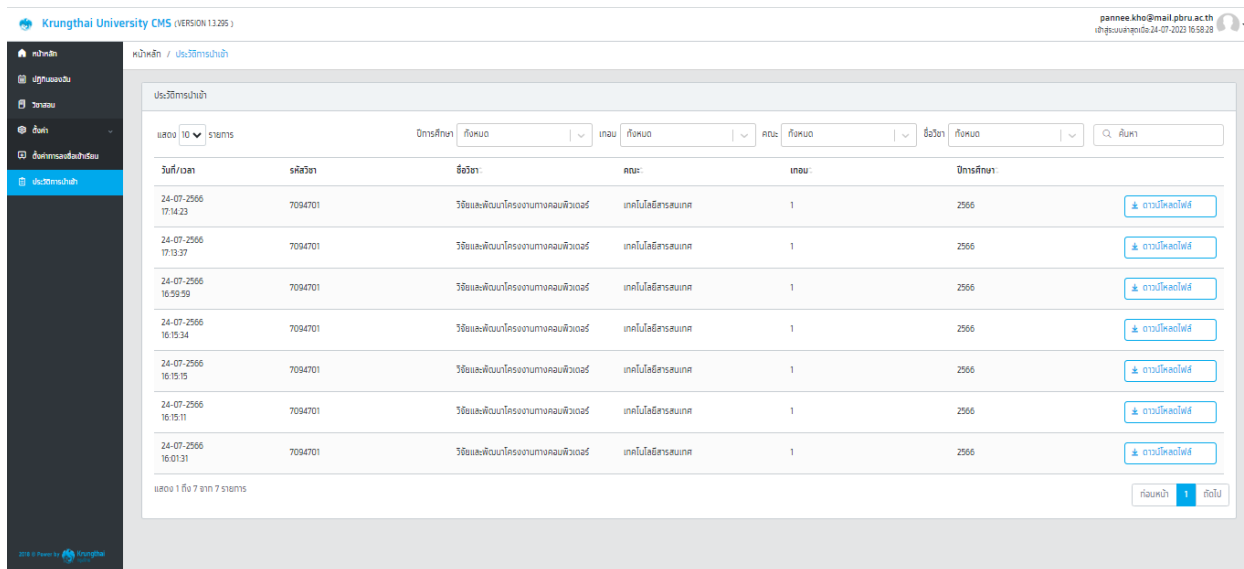 Krungthai University CMS (VERSION 1.3.295 )
pannee.kho@mail.pbru.ac.th
เข้าสู่ระบบล่าสุดเมื่อ:24-07-2023 16:58:28
หน้าหลัก
ปฏิทินของฉัน
วิชาสอน
ตั้งค่า
ตั้งค่าการลงชื่อเข้าเรียน
ประวัติการนำเข้า
หน้าหลัก / ประวัติการนำเข้า
ประวัติการนำเข้า
แสดง 10 รายการ
ปีการศึกษา ทั้งหมด เทอม ทั้งหมด คณะ ทั้งหมด ชื่อวิชา ทั้งหมด ค้นหา
วันที่/เวลา รหัสวิชา ชื่อวิชา คณะ เทอม ปีการศึกษา
24-07-2566
17:14:23 7094701 วิจัยและพัฒนาโครงงานทางคอมพิวเตอร์ เทคโนโลยีสารสนเทศ 1 2566 ดาวน์โหลดไฟล์
24-07-2566
17:13:37 7094701 วิจัยและพัฒนาโครงงานทางคอมพิวเตอร์ เทคโนโลยีสารสนเทศ 1 2566 ดาวน์โหลดไฟล์
24-07-2566
16:59:59 7094701 วิจัยและพัฒนาโครงงานทางคอมพิวเตอร์ เทคโนโลยีสารสนเทศ 1 2566 ดาวน์โหลดไฟล์
24-07-2566
16:15:34 7094701 วิจัยและพัฒนาโครงงานทางคอมพิวเตอร์ เทคโนโลยีสารสนเทศ 1 2566 ดาวน์โหลดไฟล์
24-07-2566
16:15:15 7094701 วิจัยและพัฒนาโครงงานทางคอมพิวเตอร์ เทคโนโลยีสารสนเทศ 1 2566 ดาวน์โหลดไฟล์
24-07-2566
16:15:11 7094701 วิจัยและพัฒนาโครงงานทางคอมพิวเตอร์ เทคโนโลยีสารสนเทศ 1 2566 ดาวน์โหลดไฟล์
24-07-2566
16:01:31 7094701 วิจัยและพัฒนาโครงงานทางคอมพิวเตอร์ เทคโนโลยีสารสนเทศ 1 2566 ดาวน์โหลดไฟล์
แสดง 1 ถึง 7 จาก 7 รายการ
ก่อนหน้า 1 ถัดไป
2018 © Power by Krungthai